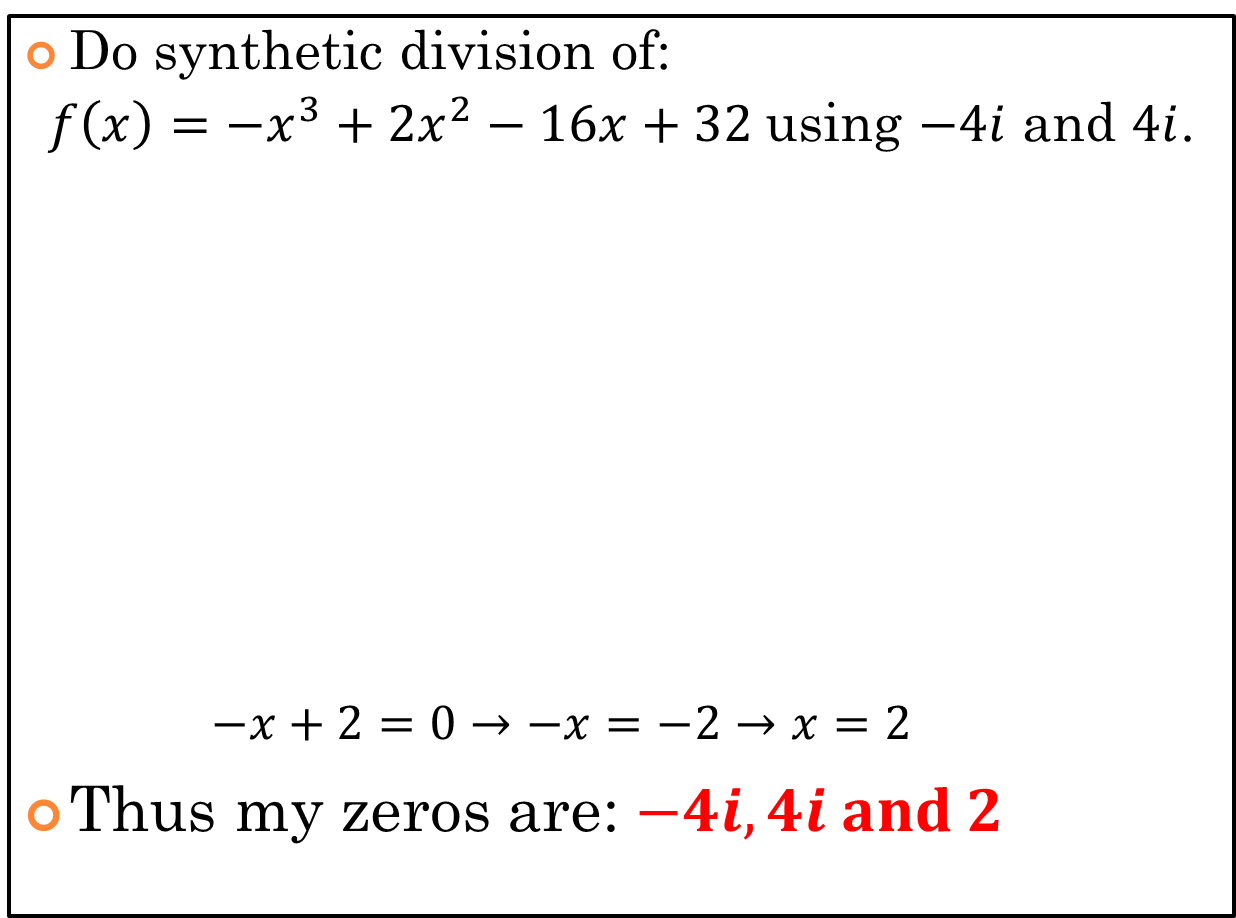 Do synthetic division of:
f(x) = −x³ + 2x² − 16x + 32 using −4i and 4i.
−x + 2 = 0 → −x = −2 → x = 2
Thus my zeros are: −4i, 4i and 2